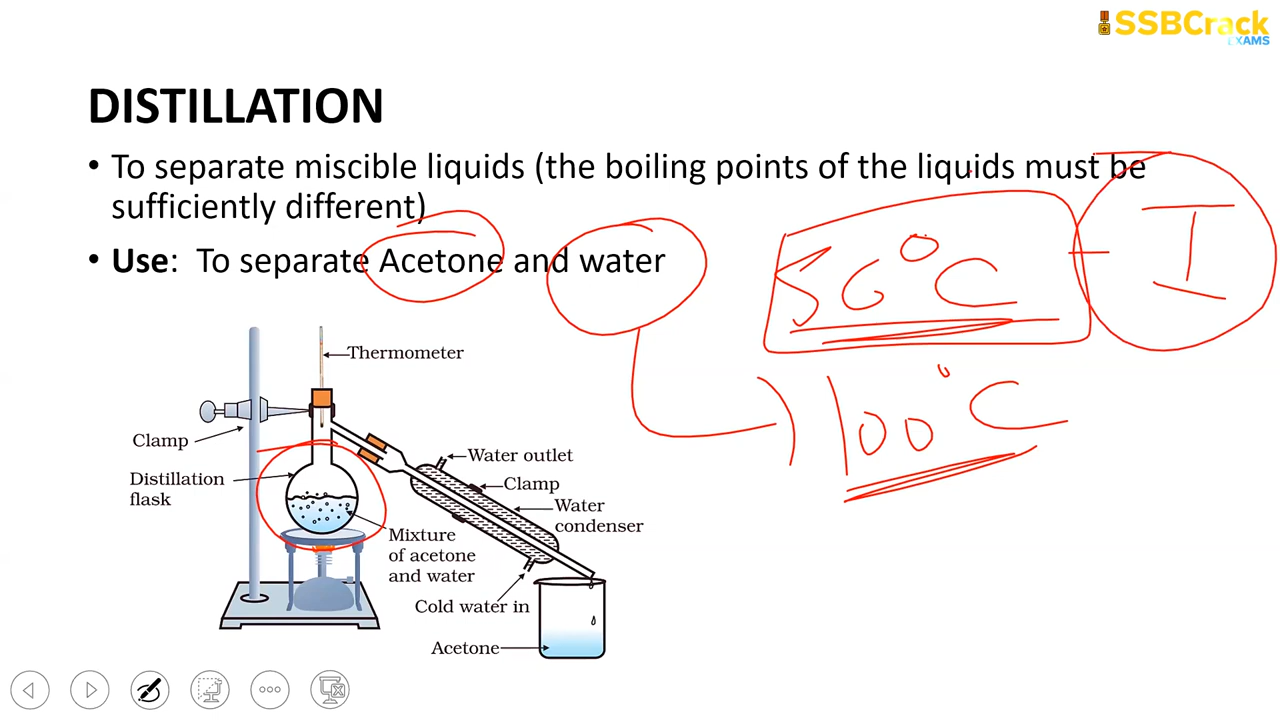 SSBCrack
EXAMS
DISTILLATION
• To separate miscible liquids (the boiling points of the liquids must be
sufficiently different)
• Use: To separate Acetone and water
56°C
I
100°C
Thermometer
Clamp
Distillation
flask
Water outlet
Clamp
Water
condenser
Mixture
of acetone
and water
Cold water in
Acetone